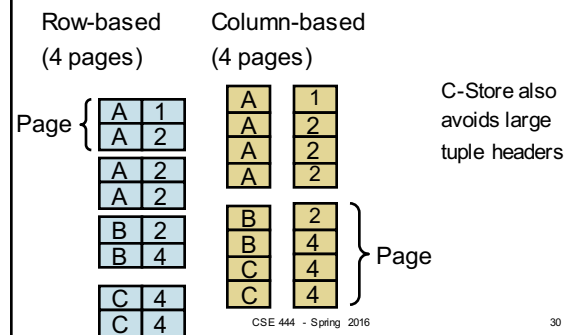 Row-based
(4 pages)
Column-based
(4 pages)
Page
A 1
A 2
A 2
A 2
B 2
B 4
C 4
C 4
A 1
A 2
A 2
A 2
B 2
B 4
C 4
C 4
Page
C-Store also
avoids large
tuple headers
CSE 444 - Spring 2016
30